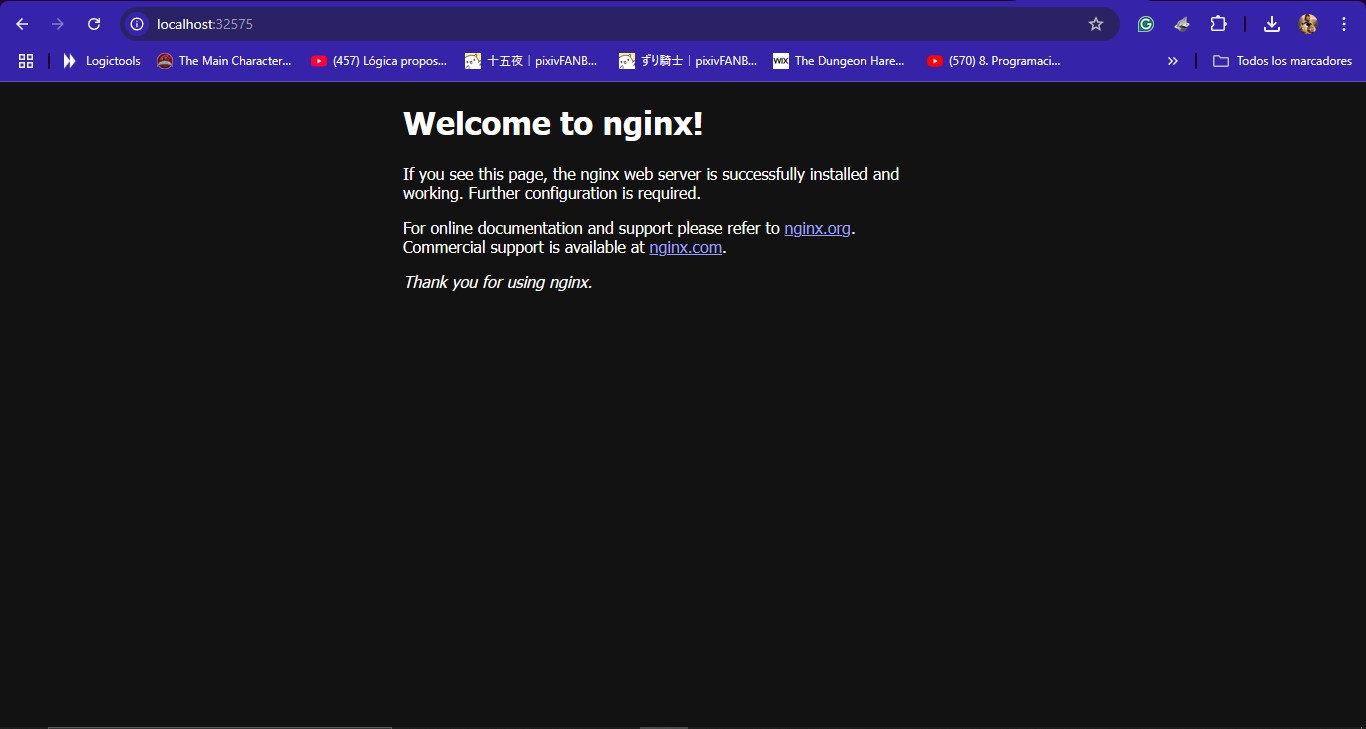 localhost:32575
Logictools The Main Character... (457) Lógica propos... 十五夜｜pixivFANB... ずり騎士｜pixivFANB... WIX The Dungeon Hare... (570) 8. Programaci... » Todos los marcadores
Welcome to nginx!
If you see this page, the nginx web server is successfully installed and
working. Further configuration is required.
For online documentation and support please refer to nginx.org.
Commercial support is available at nginx.com.
Thank you for using nginx.